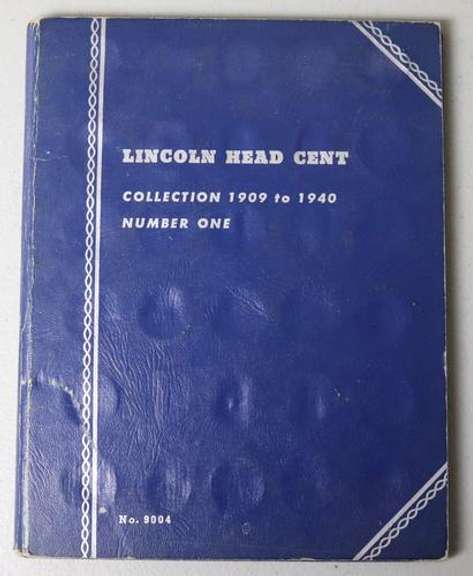 LINCOLN HEAD CENT
COLLECTION 1909 to 1940
NUMBER ONE
No. 9004